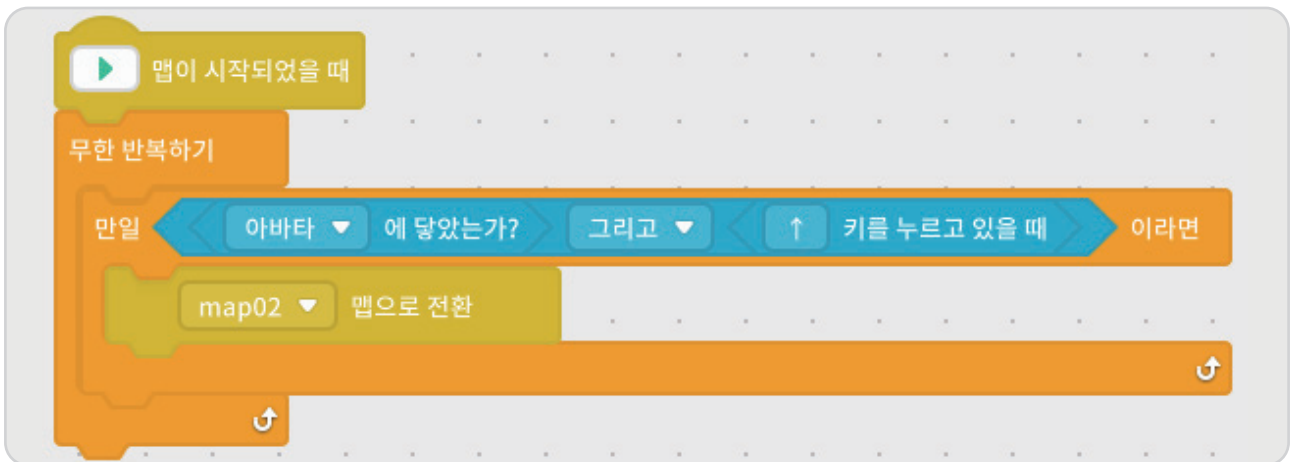 맵이 시작되었을 때
무한 반복하기
만일 아바타 에 닿았는가? 그리고 ↑ 키를 누르고 있을 때 이라면
map02 맵으로 전환